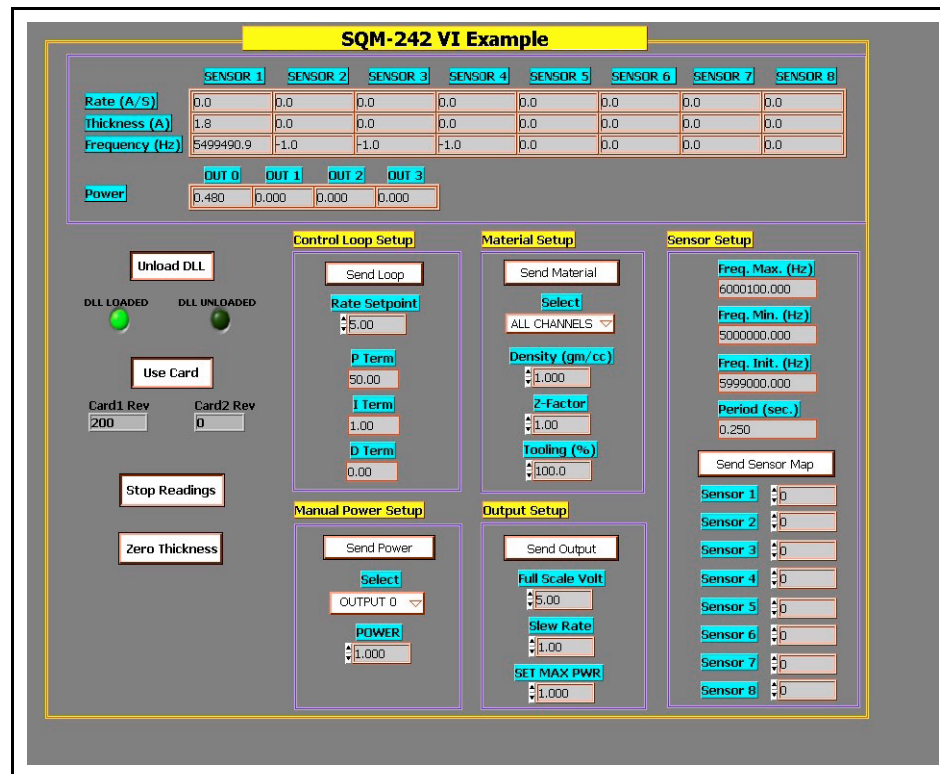 SQM-242 VI Example
SENSOR 1 SENSOR 2 SENSOR 3 SENSOR 4 SENSOR 5 SENSOR 6 SENSOR 7 SENSOR 8
Rate (A/S) 0.0 0.0 0.0 0.0 0.0 0.0 0.0 0.0
Thickness (A) 1.8 0.0 0.0 0.0 0.0 0.0 0.0 0.0
Frequency (Hz) 5499490.9 -1.0 -1.0 -1.0 0.0 0.0 0.0 0.0
OUT 0 OUT 1 OUT 2 OUT 3
Power 0.480 0.000 0.000 0.000
Unload DLL
DLL LOADED DLL UNLOADED
Use Card
Card1 Rev Card2 Rev
200 0
Stop Readings
Zero Thickness
Control Loop Setup
Send Loop
Rate Setpoint
5.00
P Term
50.00
I Term
1.00
D Term
0.00
Manual Power Setup
Send Power
Select
OUTPUT 0
POWER
1.000
Material Setup
Send Material
Select
ALL CHANNELS
Density (gm/cc)
1.000
Z-Factor
1.00
Tooling (%)
100.0
Output Setup
Send Output
Full Scale Volt
5.00
Slew Rate
1.00
SET MAX PWR
1.000
Sensor Setup
Freq. Max. (Hz)
6000100.000
Freq. Min. (Hz)
5000000.000
Freq. Init. (Hz)
5999000.000
Period (sec.)
0.250
Send Sensor Map
Sensor 1 0
Sensor 2 0
Sensor 3 0
Sensor 4 0
Sensor 5 0
Sensor 6 0
Sensor 7 0
Sensor 8 0